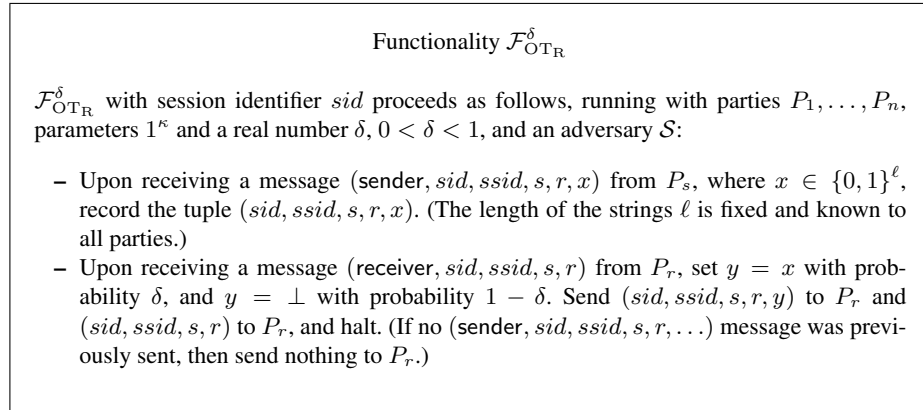 Functionality $\mathcal{F}^{\delta}_{\mathrm{OT_R}}$
$\mathcal{F}^{\delta}_{\mathrm{OT_R}}$ with session identifier $sid$ proceeds as follows, running with parties $P_1, \ldots, P_n$,
parameters $1^\kappa$ and a real number $\delta$, $0 < \delta < 1$, and an adversary $\mathcal{S}$:
– Upon receiving a message (sender, $sid, ssid, s, r, x$) from $P_s$, where $x \in \{0, 1\}^\ell$,
record the tuple $(sid, ssid, s, r, x)$. (The length of the strings $\ell$ is fixed and known to
all parties.)
– Upon receiving a message (receiver, $sid, ssid, s, r$) from $P_r$, set $y = x$ with prob-
ability $\delta$, and $y = \perp$ with probability $1 - \delta$. Send $(sid, ssid, s, r, y)$ to $P_r$ and
$(sid, ssid, s, r)$ to $P_r$, and halt. (If no (sender, $sid, ssid, s, r, \ldots$) message was previ-
ously sent, then send nothing to $P_r$.)